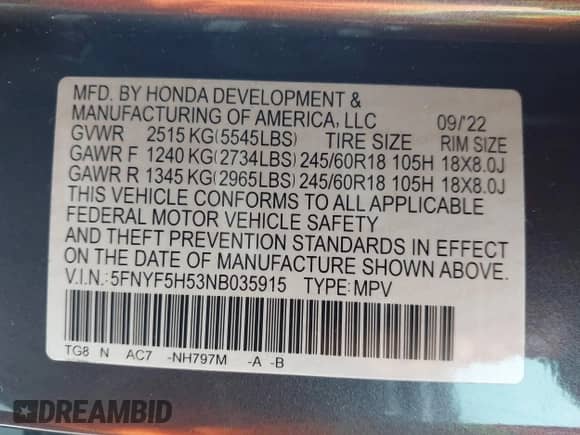 MFD. BY HONDA DEVELOPMENT &
MANUFACTURING OF AMERICA, LLC 09/'22
GVWR 2515 KG(5545LBS) TIRE SIZE RIM SIZE
GAWR F 1240 KG(2734LBS) 245/60R18 105H 18X8.0J
GAWR R 1345 KG(2965LBS) 245/60R18 105H 18X8.0J
THIS VEHICLE CONFORMS TO ALL APPLICABLE
FEDERAL MOTOR VEHICLE SAFETY
AND THEFT PREVENTION STANDARDS IN EFFECT
ON THE DATE OF MANUFACTURE SHOWN ABOVE.
V.I.N.:5FNYF5H53NB035915 TYPE:MPV
TG8 N AC7 -NH797M -A -B
DREAMBID